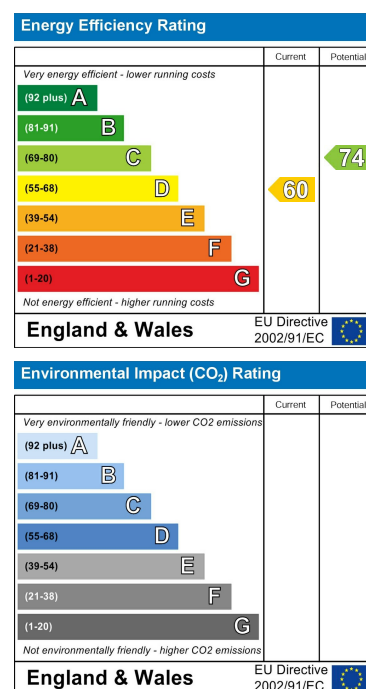 Energy Efficiency Rating
Current Potential
Very energy efficient - lower running costs
(92 plus) A
(81-91) B
(69-80) C 74
(55-68) D 60
(39-54) E
(21-38) F
(1-20) G
Not energy efficient - higher running costs
England & Wales
EU Directive
2002/91/EC
Environmental Impact (CO₂) Rating
Current Potential
Very environmentally friendly - lower CO2 emissions
(92 plus) A
(81-91) B
(69-80) C
(55-68) D
(39-54) E
(21-38) F
(1-20) G
Not environmentally friendly - higher CO2 emissions
England & Wales
EU Directive
2002/91/EC